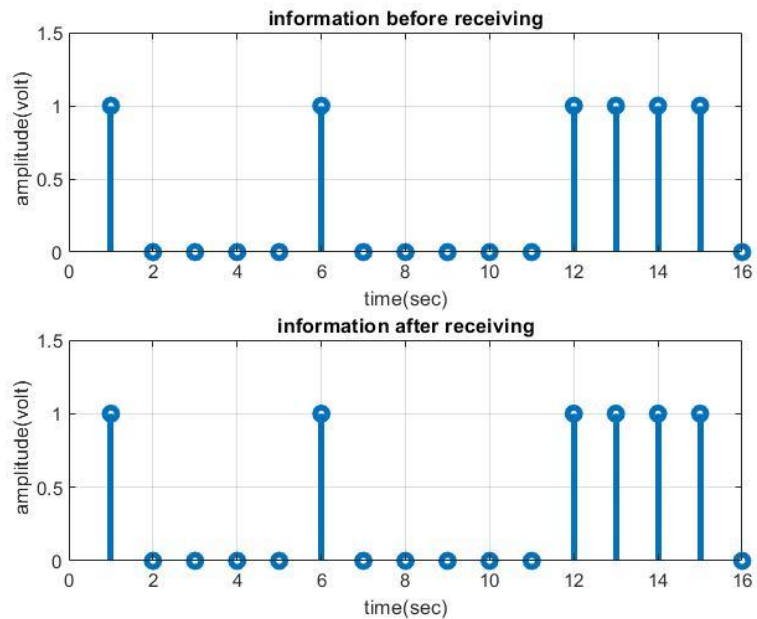 information before receiving
1.5
1
0.5
0
amplitude(volt)
0 2 4 6 8 10 12 14 16
time(sec)
information after receiving
1.5
1
0.5
0
amplitude(volt)
0 2 4 6 8 10 12 14 16
time(sec)